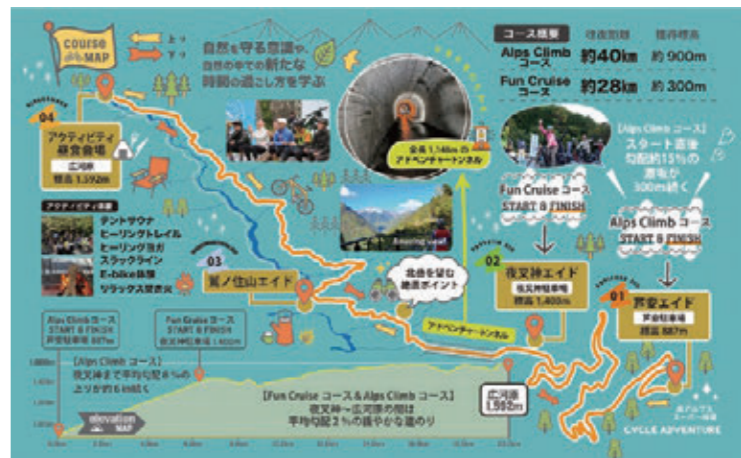 course
MAP
上り
下り
自然を守る意識や、
自然の中での新たな
時間の過ごし方を学ぶ
コース概要 往復距離 獲得標高
Alps Climb
コース 約40km 約900m
Fun Cruise
コース 約28km 約300m
04
アクティビティ
昼食会場
広河原
標高 1,592m
全長 1,146m の
アドベンチャートンネル
【Alps Climb コース】
スタート直後
勾配約15%の
激坂が
300m続く
Fun Cruise コース
START & FINISH
Alps Climb コース
START & FINISH
テントサウナ
ヒーリングトレイル
ヒーリングヨガ
スラックライン
E-bike体験
リラックス焚き火
03
鷲ノ住山エイド
北岳を望む
絶景ポイント
02
夜叉神エイド
夜叉神駐車場
標高 1,400m
01
芦安エイド
芦安駐車場
標高 887m
アドベンチャートンネル
Alps Climb コース
START & FINISH
芦安駐車場 887m
Fun Cruise コース
START & FINISH
夜叉神駐車場 1,400m
【Alps Climb コース】
夜叉神まで平均勾配8%の
上りが約6km続く
【Fun Cruise コース & Alps Climb コース】
夜叉神〜広河原の間は
平均勾配2%の緩やかな道のり
広河原
1,592m
elevation
MAP
CYCLE ADVENTURE